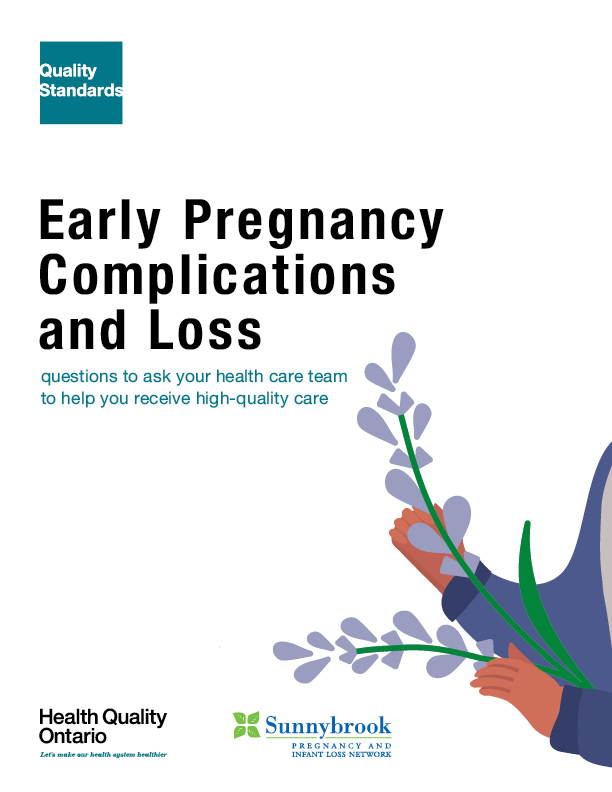 Quality
Standards
Early Pregnancy
Complications
and Loss
questions to ask your health care team
to help you receive high-quality care
Health Quality
Ontario
Let's make our health system healthier
Sunnybrook
PREGNANCY AND
INFANT LOSS NETWORK